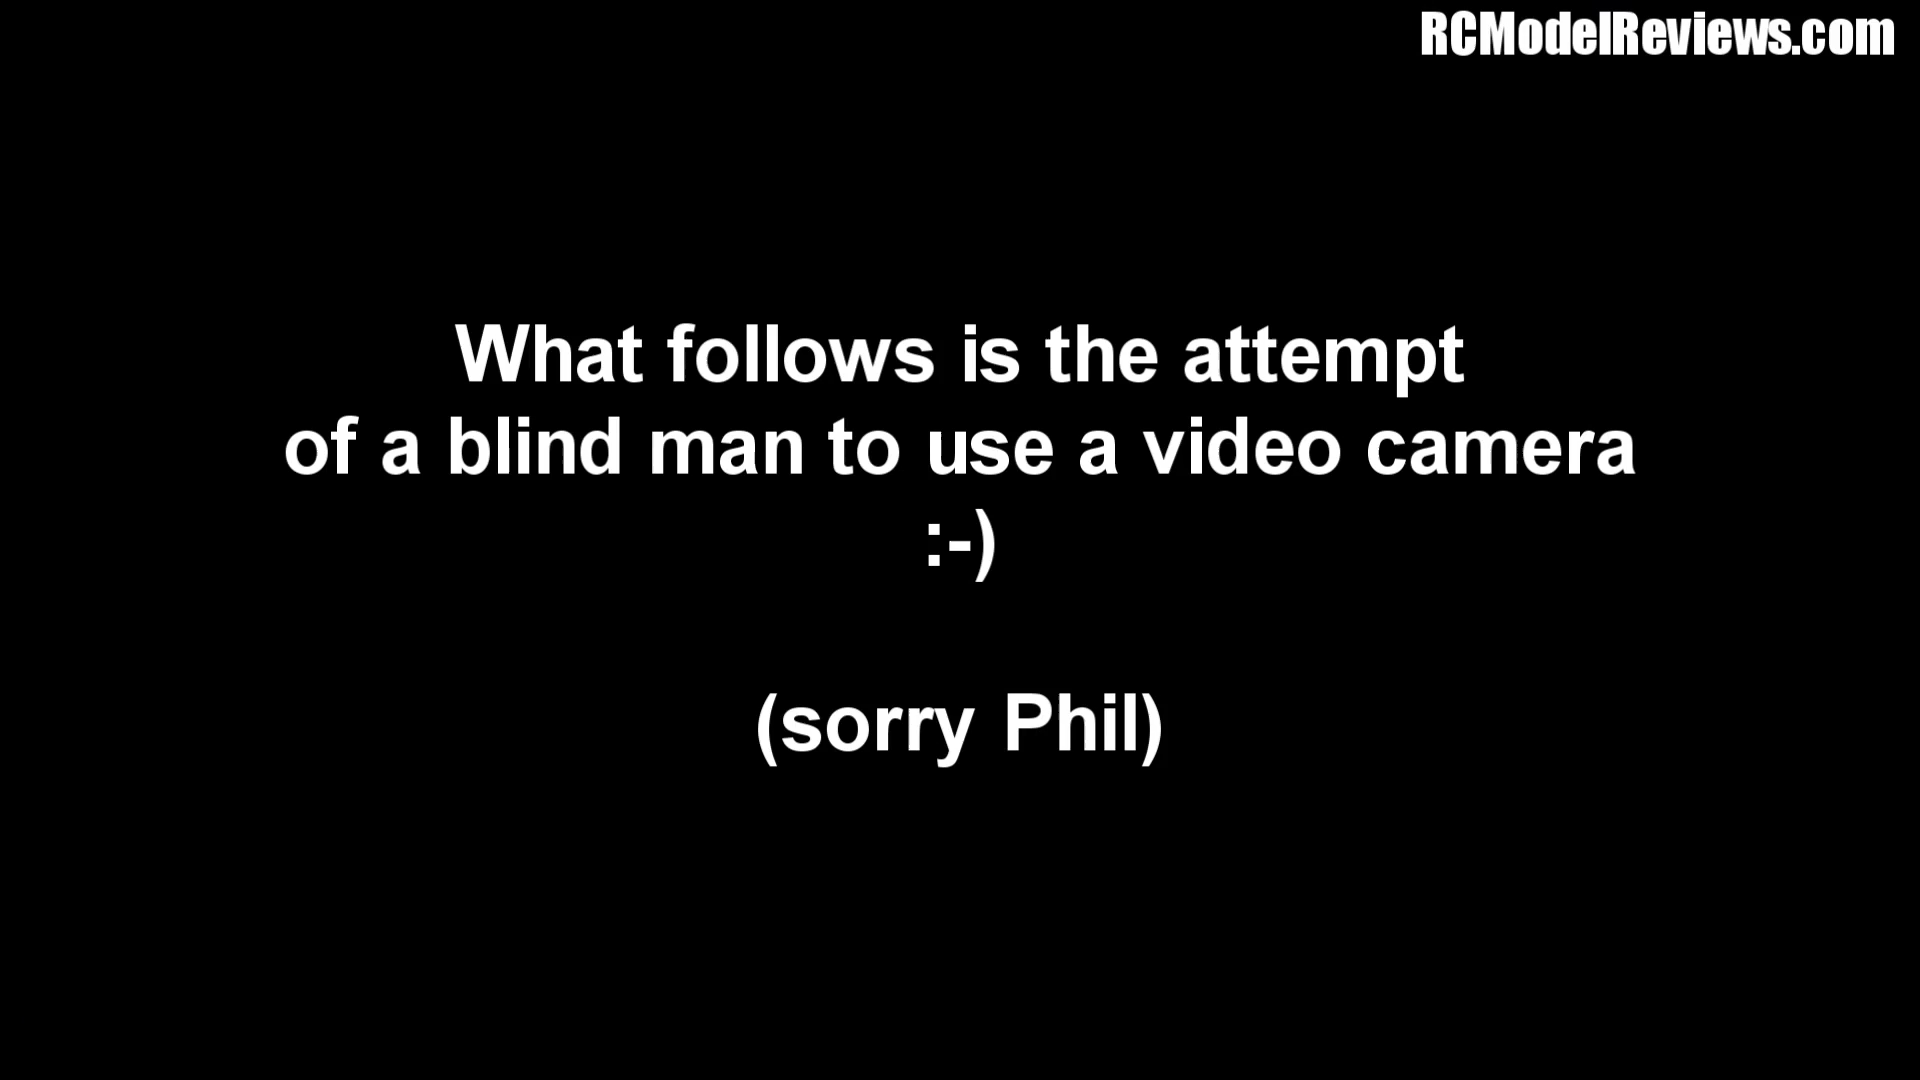 RCModelReviews.com
What follows is the attempt
of a blind man to use a video camera
:-)
(sorry Phil)